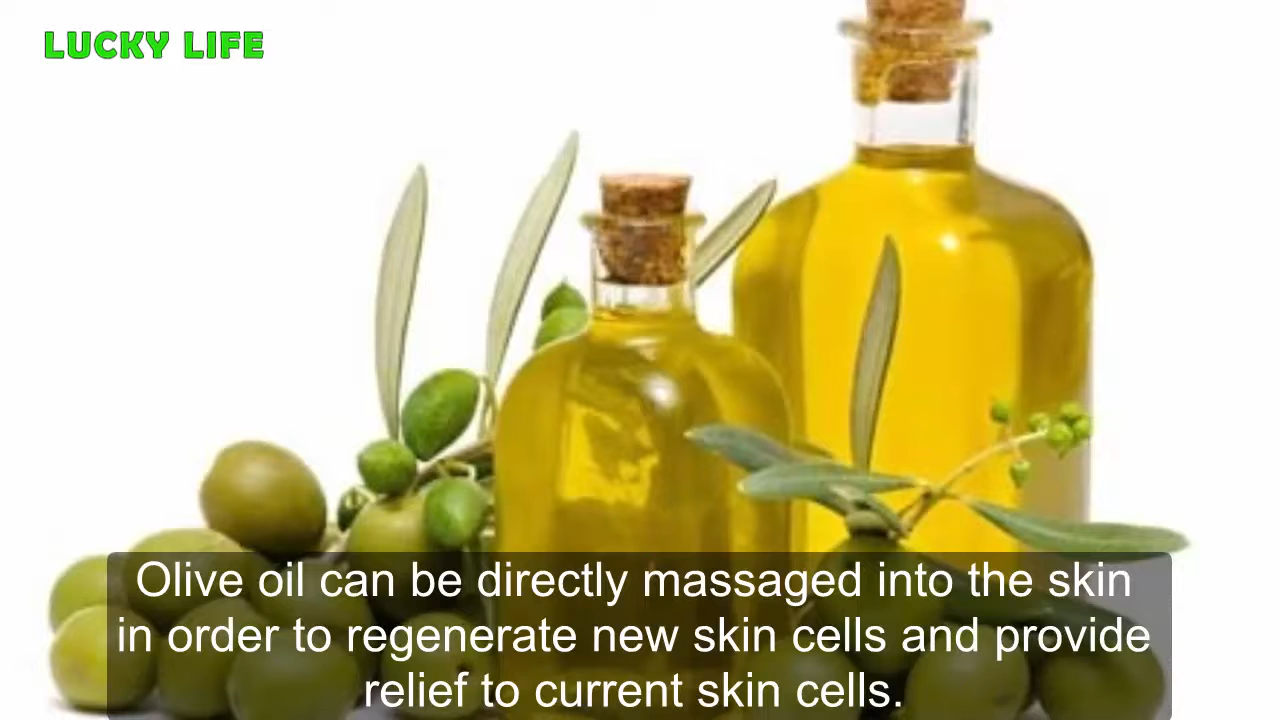 LUCKY LIFE
Olive oil can be directly massaged into the skin
in order to regenerate new skin cells and provide
relief to current skin cells.